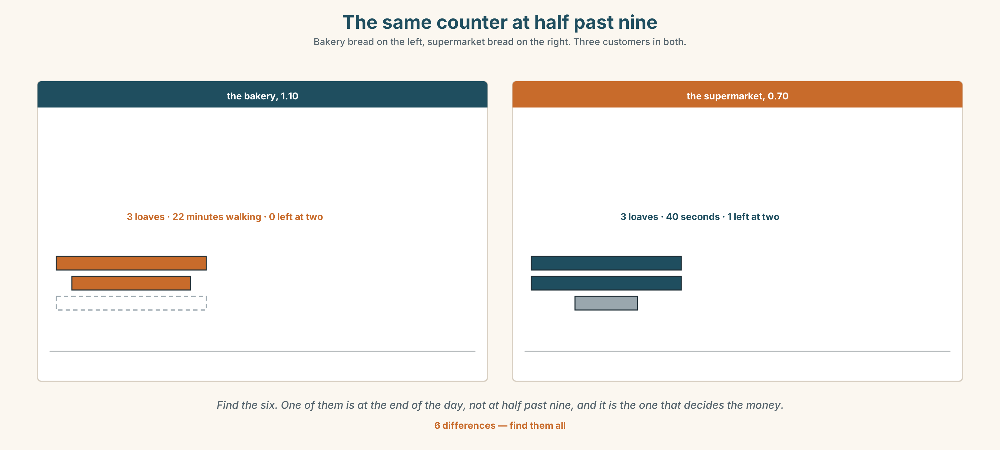 The same counter at half past nine
Bakery bread on the left, supermarket bread on the right. Three customers in both.
the bakery, 1.10
the supermarket, 0.70
3 loaves · 22 minutes walking · 0 left at two
3 loaves · 40 seconds · 1 left at two
Find the six. One of them is at the end of the day, not at half past nine, and it is the one that decides the money.
6 differences — find them all